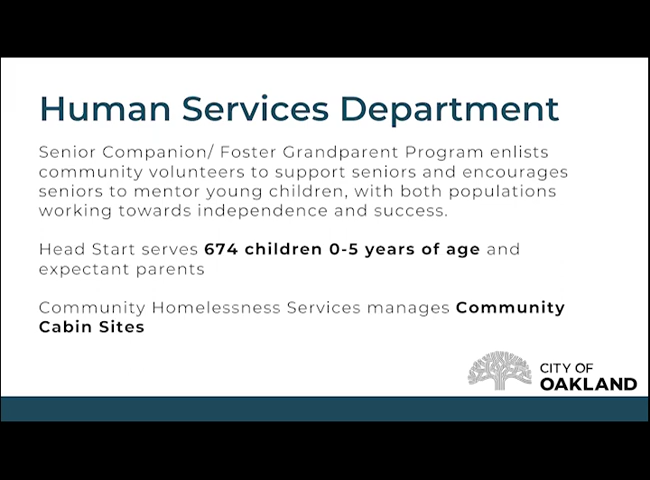 Human Services Department
Senior Companion/ Foster Grandparent Program enlists
community volunteers to support seniors and encourages
seniors to mentor young children, with both populations
working towards independence and success.
Head Start serves 674 children 0-5 years of age and
expectant parents
Community Homelessness Services manages Community
Cabin Sites
CITY OF
OAKLAND